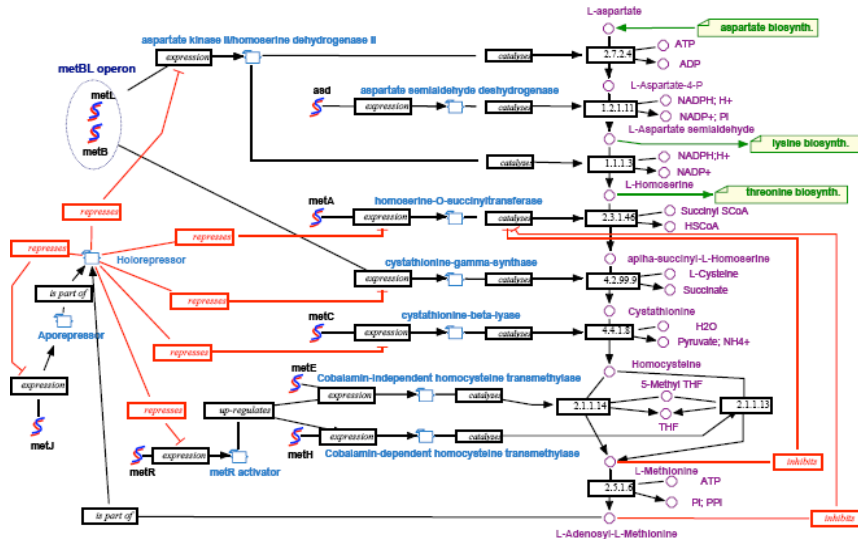 L-aspartate
aspartate biosynth.
aspartate kinase II/homoserine dehydrogenase II
ATP
expression
catalyses
2.7.2.4
ADP
metBL operon
metL
L-Aspartate-4-P
asd
aspartate semialdehyde deshydrogenase
NADPH; H+
expression
catalyses
1.2.1.11
NADP+; Pi
metB
L-Aspartate semialdehyde
lysine biosynth.
catalyses
1.1.1.3
NADPH;H+
NADP+
L-Homoserine
threonine biosynth.
metA
homoserine-O-succinyltransferase
represses
expression
catalyses
2.3.1.46
Succinyl SCoA
HSCoA
represses
represses
Holorepressor
alpha-succinyl-L-Homoserine
cystathionine-gamma-synthase
L-Cysteine
expression
4.2.99.9
Succinate
is part of
represses
Cystathionine
metC
cystathionine-beta-lyase
Aporepressor
H2O
expression
catalyses
4.4.1.8
Pyruvate; NH4+
represses
Homocysteine
metE
Cobalamin-independent homocysteine transmethylase
5-Methyl THF
expression
expression
catalyses
2.1.1.14
2.1.1.13
represses
up-regulates
THF
metJ
expression
catalyses
metR
expression
metR activator
metH
Cobalamin-dependent homocysteine transmethylase
inhibits
L-Methionine
ATP
2.5.1.6
Pi; PPi
is part of
inhibits
L-Adenosyl-L-Methionine